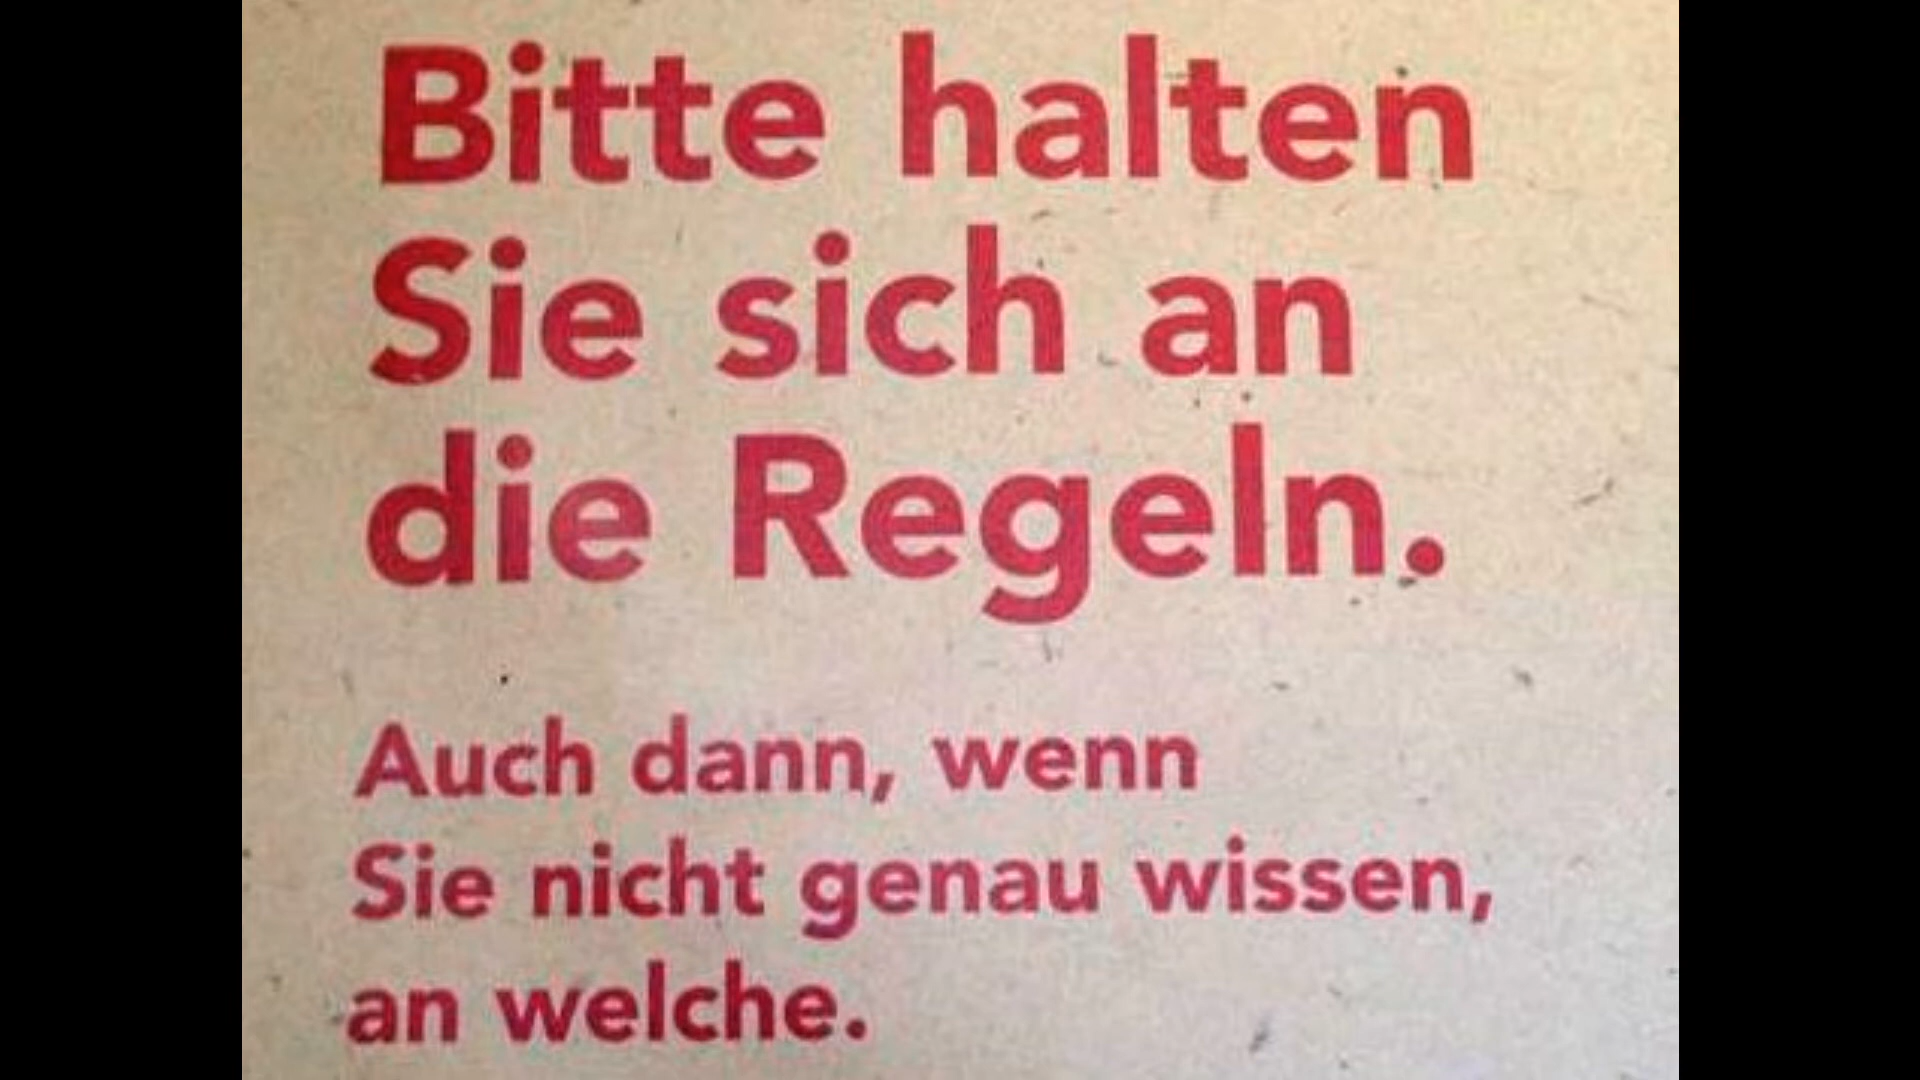 Bitte halten
Sie sich an
die Regeln.
Auch dann, wenn
Sie nicht genau wissen,
an welche.